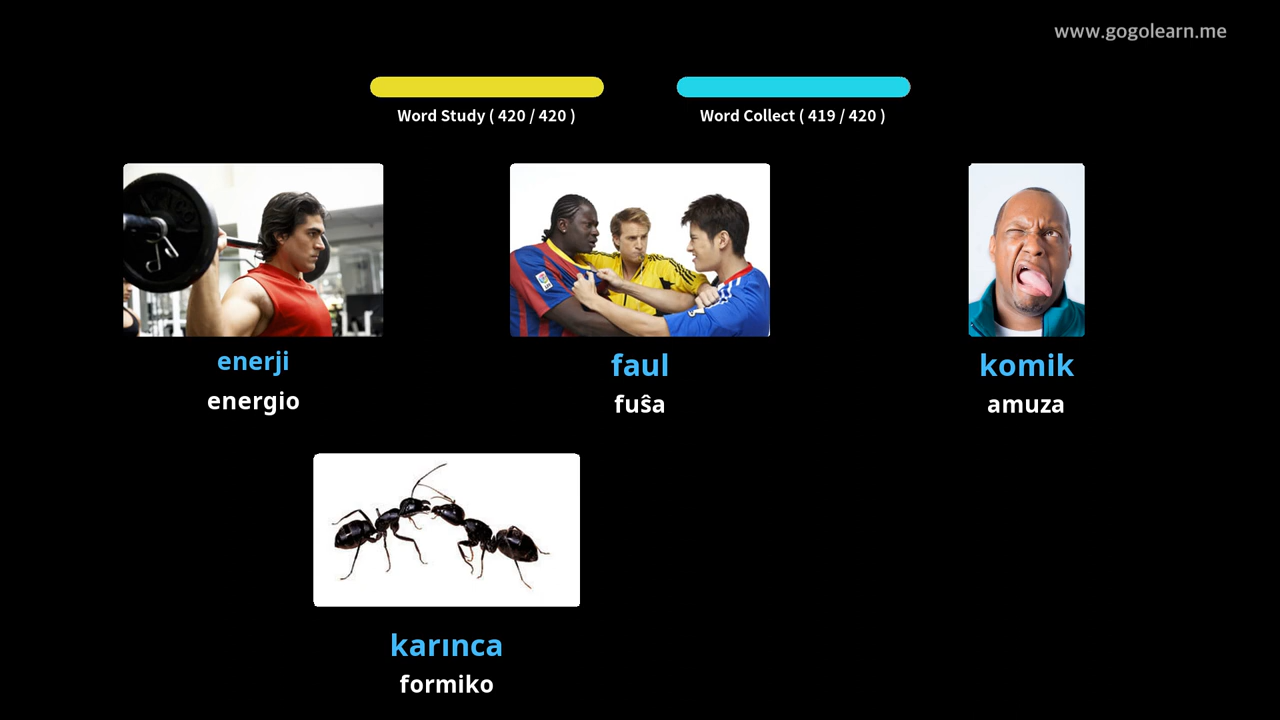 www.gogolearn.me
Word Study ( 420 / 420 )
Word Collect ( 419 / 420 )
enerji
energio
faul
fuŝa
komik
amuza
karınca
formiko